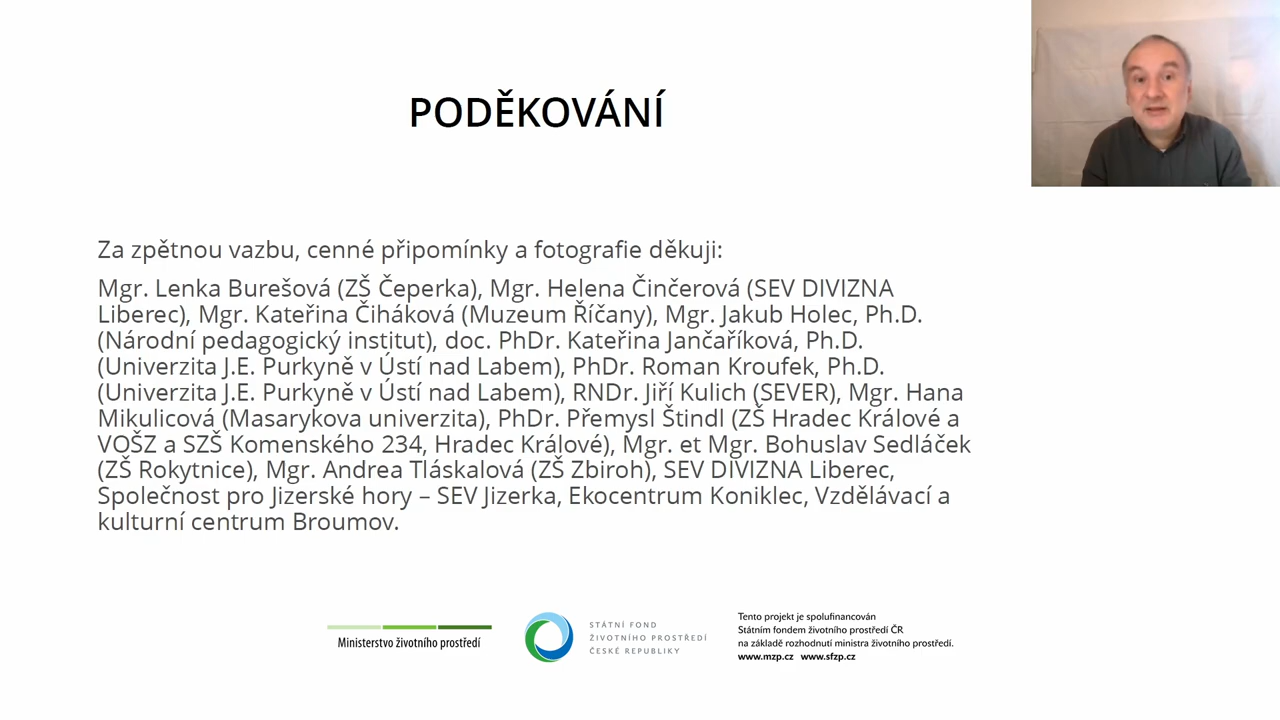 PODĚKOVÁNÍ
Za zpětnou vazbu, cenné připomínky a fotografie děkuji:
Mgr. Lenka Burešová (ZŠ Čeperka), Mgr. Helena Činčerová (SEV DIVIZNA
Liberec), Mgr. Kateřina Čiháková (Muzeum Říčany), Mgr. Jakub Holec, Ph.D.
(Národní pedagogický institut), doc. PhDr. Kateřina Jančaříková, Ph.D.
(Univerzita J.E. Purkyně v Ústí nad Labem), PhDr. Roman Kroufek, Ph.D.
(Univerzita J.E. Purkyně v Ústí nad Labem), RNDr. Jiří Kulich (SEVER), Mgr. Hana
Mikulicová (Masarykova univerzita), PhDr. Přemysl Štindl (ZŠ Hradec Králové a
VOŠZ a SZŠ Komenského 234, Hradec Králové), Mgr. et Mgr. Bohuslav Sedláček
(ZŠ Rokytnice), Mgr. Andrea Tláskalová (ZŠ Zbiroh), SEV DIVIZNA Liberec,
Společnost pro Jizerské hory – SEV Jizerka, Ekocentrum Koniklec, Vzdělávací a
kulturní centrum Broumov.
Ministerstvo životního prostředí
STÁTNÍ FOND
ŽIVOTNÍHO PROSTŘEDÍ
ČESKÉ REPUBLIKY
Tento projekt je spolufinancován
Státním fondem životního prostředí ČR
na základě rozhodnutí ministra životního prostředí.
www.mzp.cz www.sfzp.cz